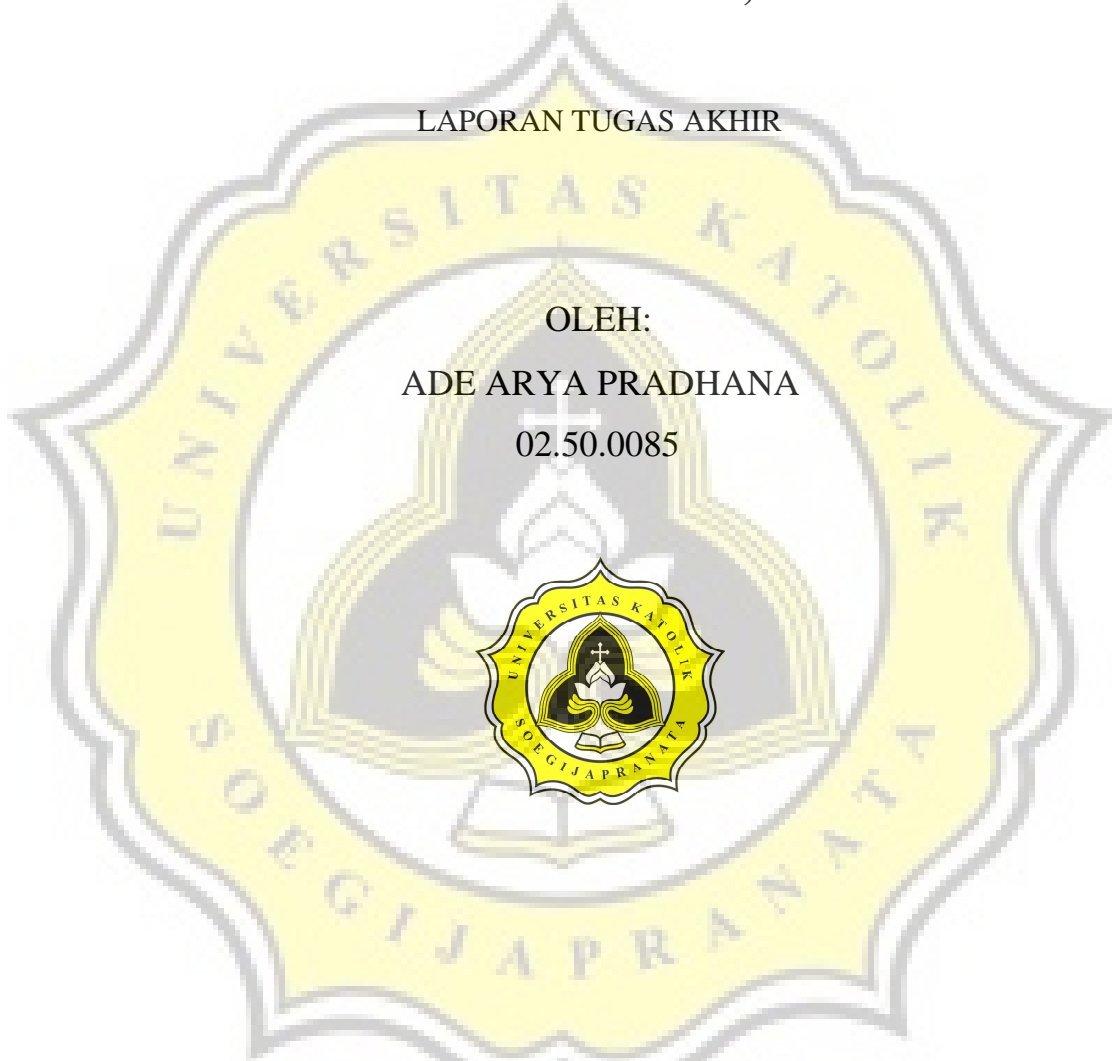 LAPORAN TUGAS AKHIR
OLEH:
ADE ARYA PRADHANA
02.50.0085
UNIVERSITAS KATOLIK
SOEGIJAPRANATA
UNIVERSITAS KATOLIK
SOEGIJAPRANATA